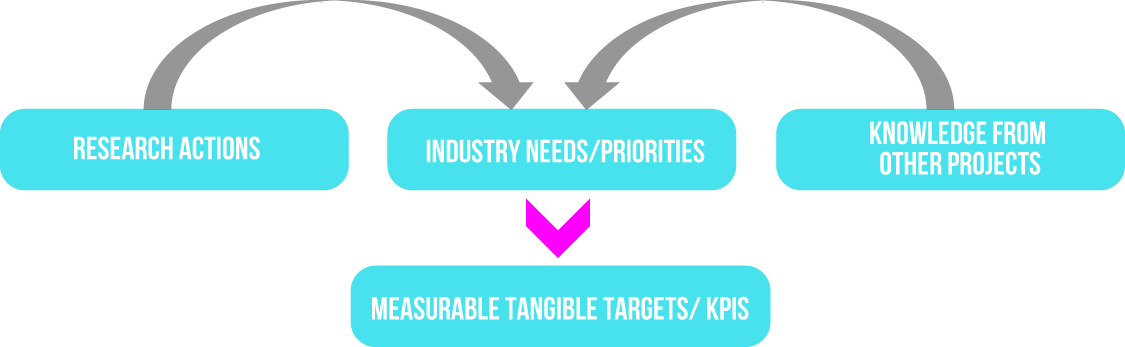 RESEARCH ACTIONS
INDUSTRY NEEDS/PRIORITIES
KNOWLEDGE FROM
OTHER PROJECTS
MEASURABLE TANGIBLE TARGETS/ KPIS